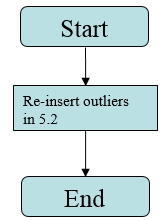 Start
Re-insert outliers
in 5.2
End